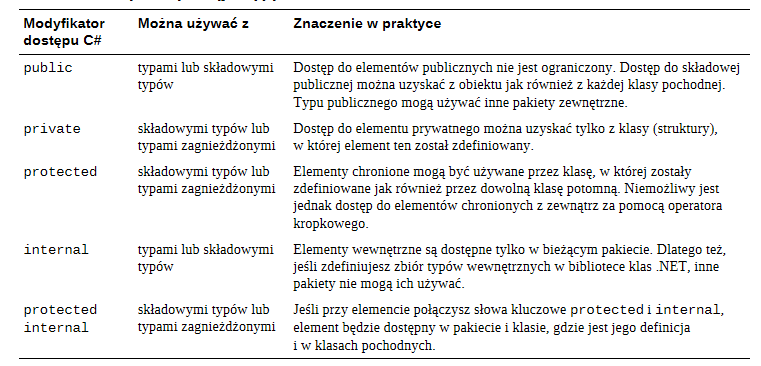 Modyfikator dostępu C# Można używać z Znaczenie w praktyce
public typami lub składowymi typów Dostęp do elementów publicznych nie jest ograniczony. Dostęp do składowej
publicznej można uzyskać z obiektu jak również z każdej klasy pochodnej.
Typu publicznego mogą używać inne pakiety zewnętrzne.
private składowymi typów lub typami zagnieżdżonymi Dostęp do elementu prywatnego można uzyskać tylko z klasy (struktury),
w której element ten został zdefiniowany.
protected składowymi typów lub typami zagnieżdżonymi Elementy chronione mogą być używane przez klasę, w której zostały
zdefiniowane jak również przez dowolną klasę potomną. Niemożliwy jest
jednak dostęp do elementów chronionych z zewnątrz za pomocą operatora
kropkowego.
internal typami lub składowymi typów Elementy wewnętrzne są dostępne tylko w bieżącym pakiecie. Dlatego też,
jeśli zdefiniujesz zbiór typów wewnętrznych w bibliotece klas .NET, inne
pakiety nie mogą ich używać.
protected internal składowymi typów lub typami zagnieżdżonymi Jeśli przy elemencie połączysz słowa kluczowe protected i internal,
element będzie dostępny w pakiecie i klasie, gdzie jest jego definicja
i w klasach pochodnych.